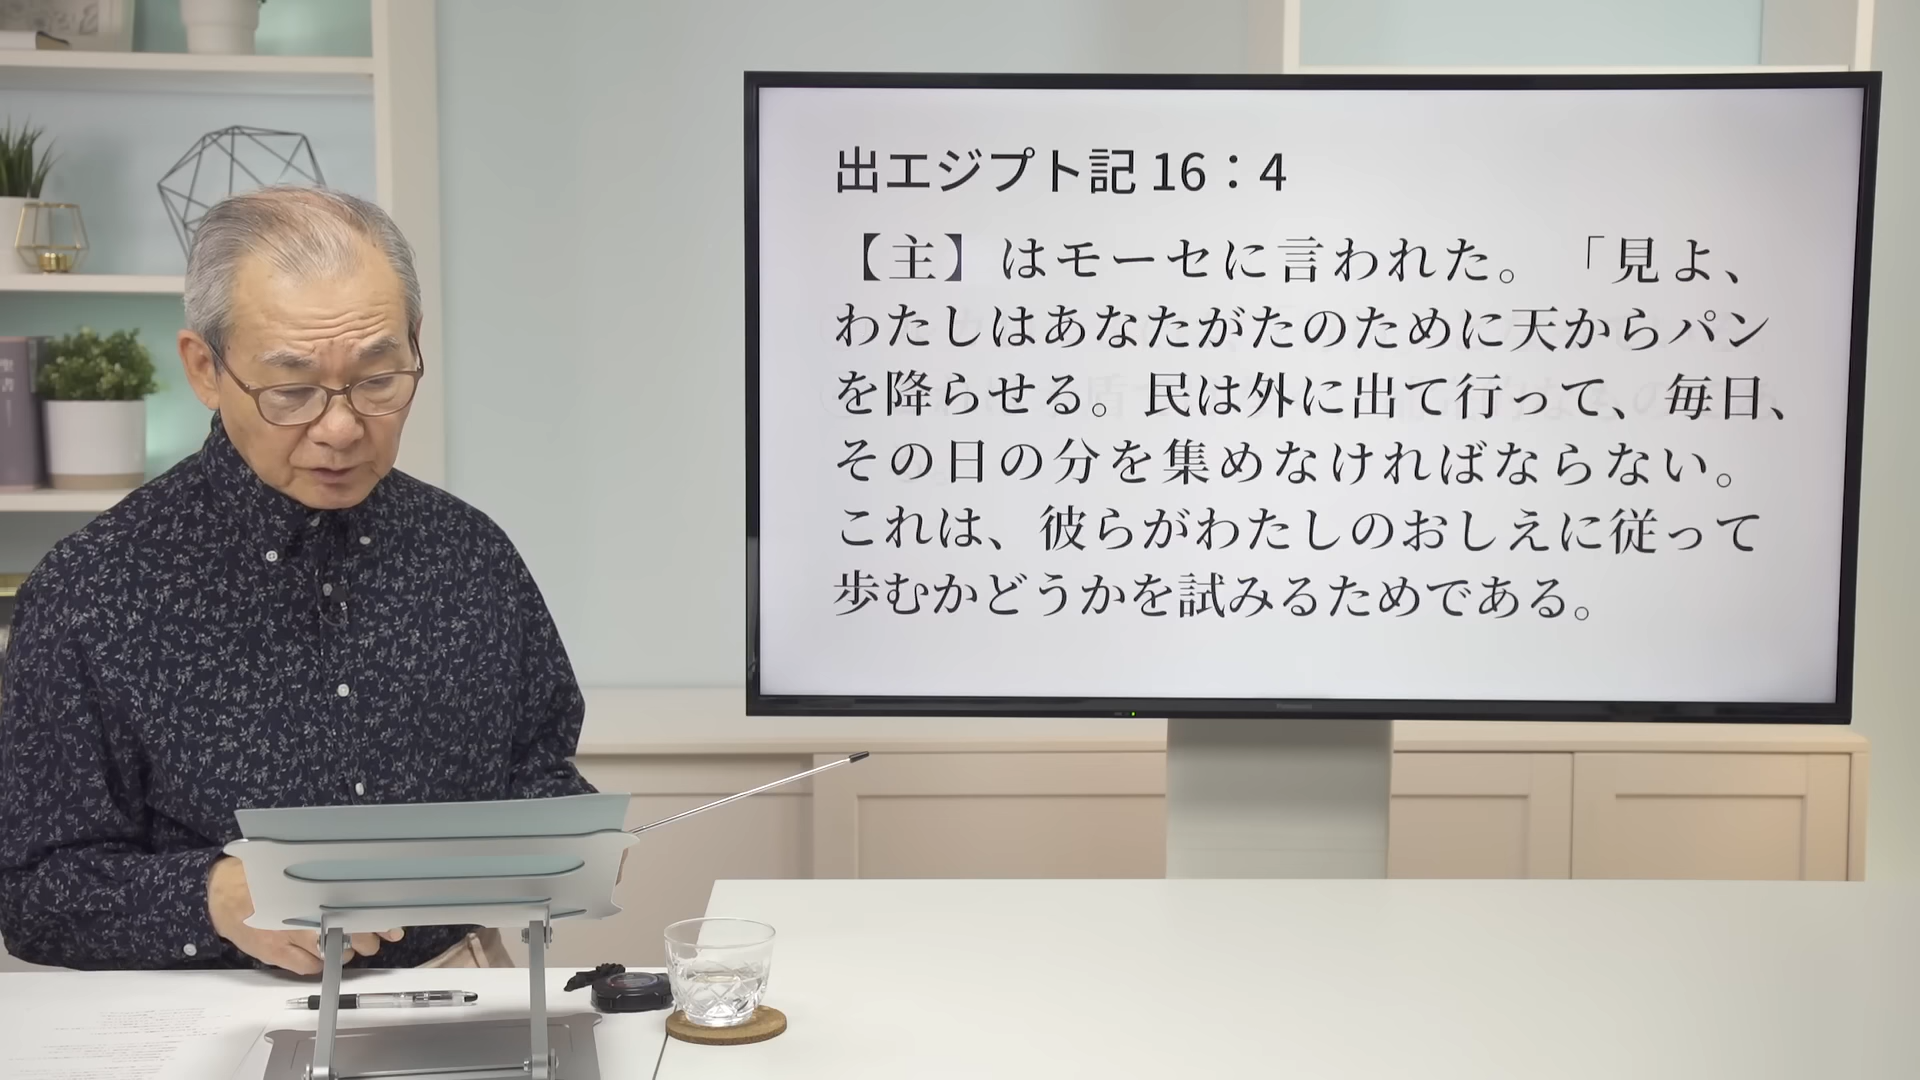 出エジプト記 16：4
【主】はモーセに言われた。「見よ、
わたしはあなたがたのために天からパン
を降らせる。民は外に出て行って、毎日、
その日の分を集めなければならない。
これは、彼らがわたしのおしえに従って
歩むかどうかを試みるためである。
Panasonic
聖書